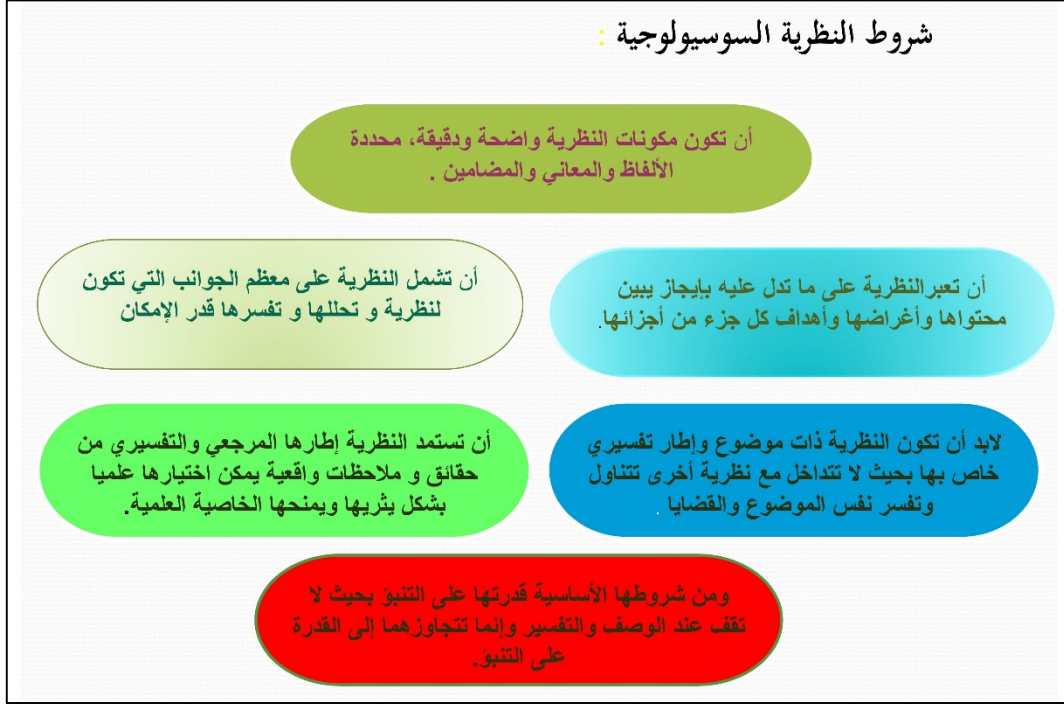 شروط النظرية السوسيولوجية :
أن تكون مكونات النظرية واضحة ودقيقة، محددة
الألفاظ والمعاني والمضامين .
أن تعبرالنظرية على ما تدل عليه بإيجاز يبين
محتواها وأغراضها وأهداف كل جزء من أجزائها.
أن تشمل النظرية على معظم الجوانب التي تكون
لنظرية و تحللها و تفسرها قدر الإمكان
لابد أن تكون النظرية ذات موضوع وإطار تفسيري
خاص بها بحيث لا تتداخل مع نظرية أخرى تتناول
وتفسر نفس الموضوع والقضايا .
أن تستمد النظرية إطارها المرجعي والتفسيري من
حقائق و ملاحظات واقعية يمكن اختيارها علميا
بشكل يثريها ويمنحها الخاصية العلمية.
ومن شروطها الأساسية قدرتها على التنبؤ بحيث لا
تقف عند الوصف والتفسير وإنما تتجاوزهما إلى القدرة
على التنبؤ.